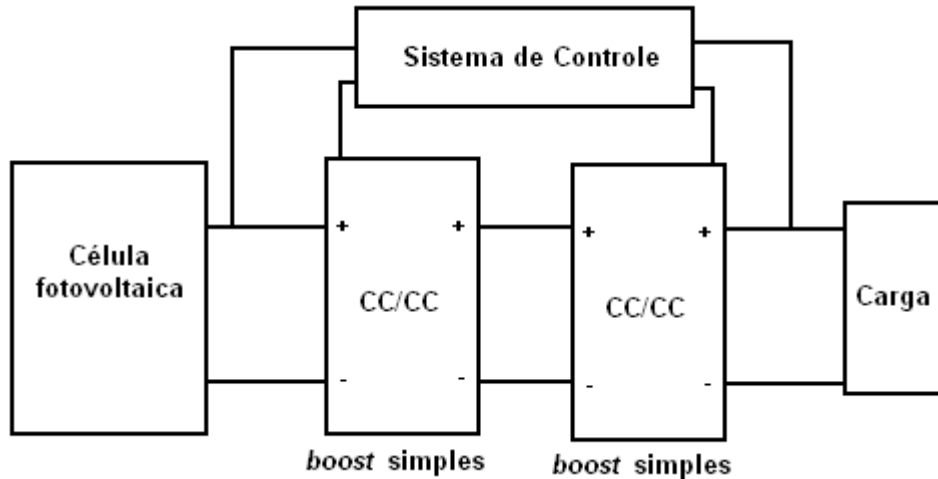 Sistema de Controle
Célula
fotovoltaica
+
+
+
+
CC/CC
CC/CC
Carga
-
-
-
-
boost simples
boost simples